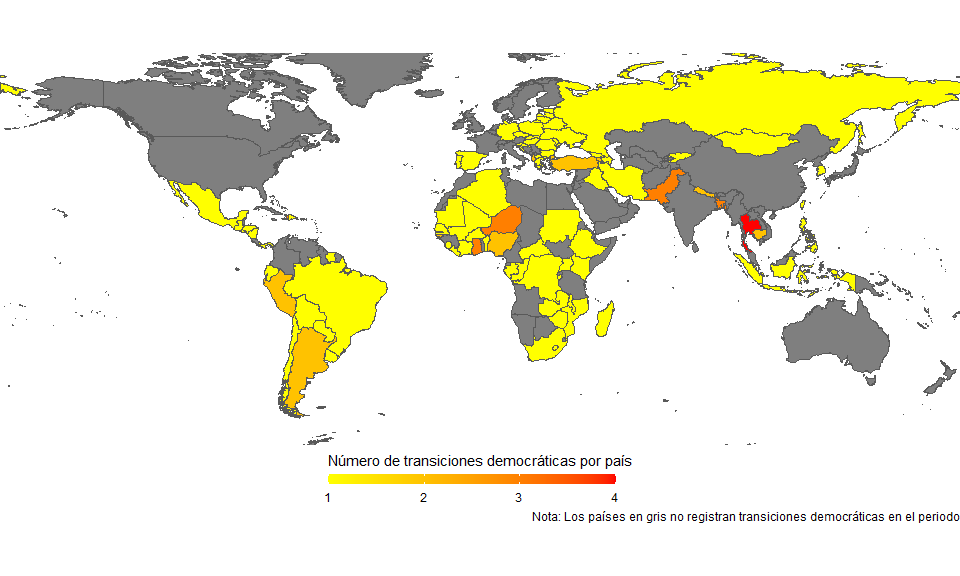 Número de transiciones democráticas por país
1 2 3 4
Nota: Los países en gris no registran transiciones democráticas en el periodo